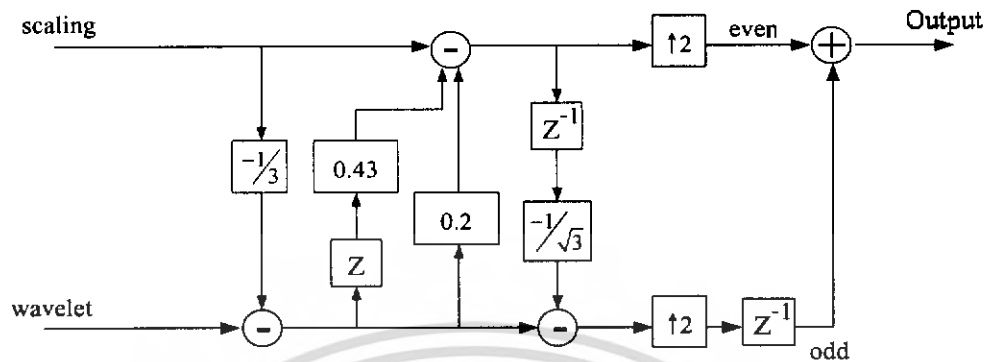 Output
scaling
-
↑2
even
+
Z⁻¹
-1/3
0.43
0.2
-1/√3
Z
wavelet
-
-
↑2
Z⁻¹
odd